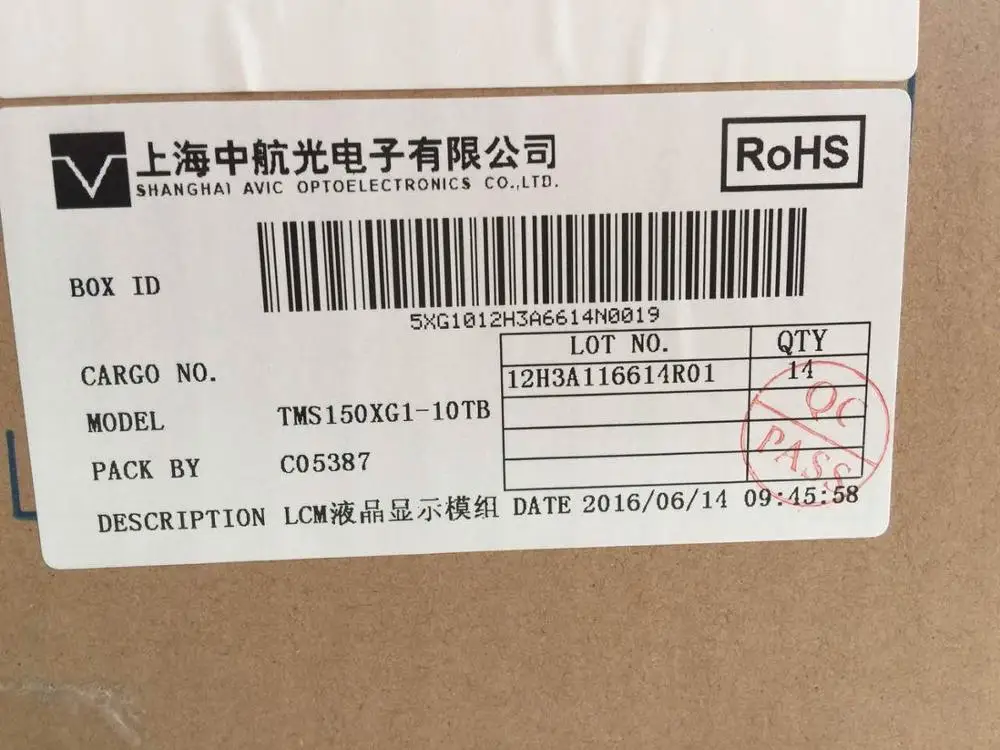 上海中航光电子有限公司
SHANGHAI AVIC OPTOELECTRONICS CO.,LTD.
RoHS
BOX ID
5XG1012H3A6614N0019
LOT NO. QTY
CARGO NO. 12H3A116614R01 14
MODEL TMS150XG1-10TB
QC
PASS
PACK BY C05387
DESCRIPTION LCM液晶显示模组 DATE 2016/06/14 09:45:58